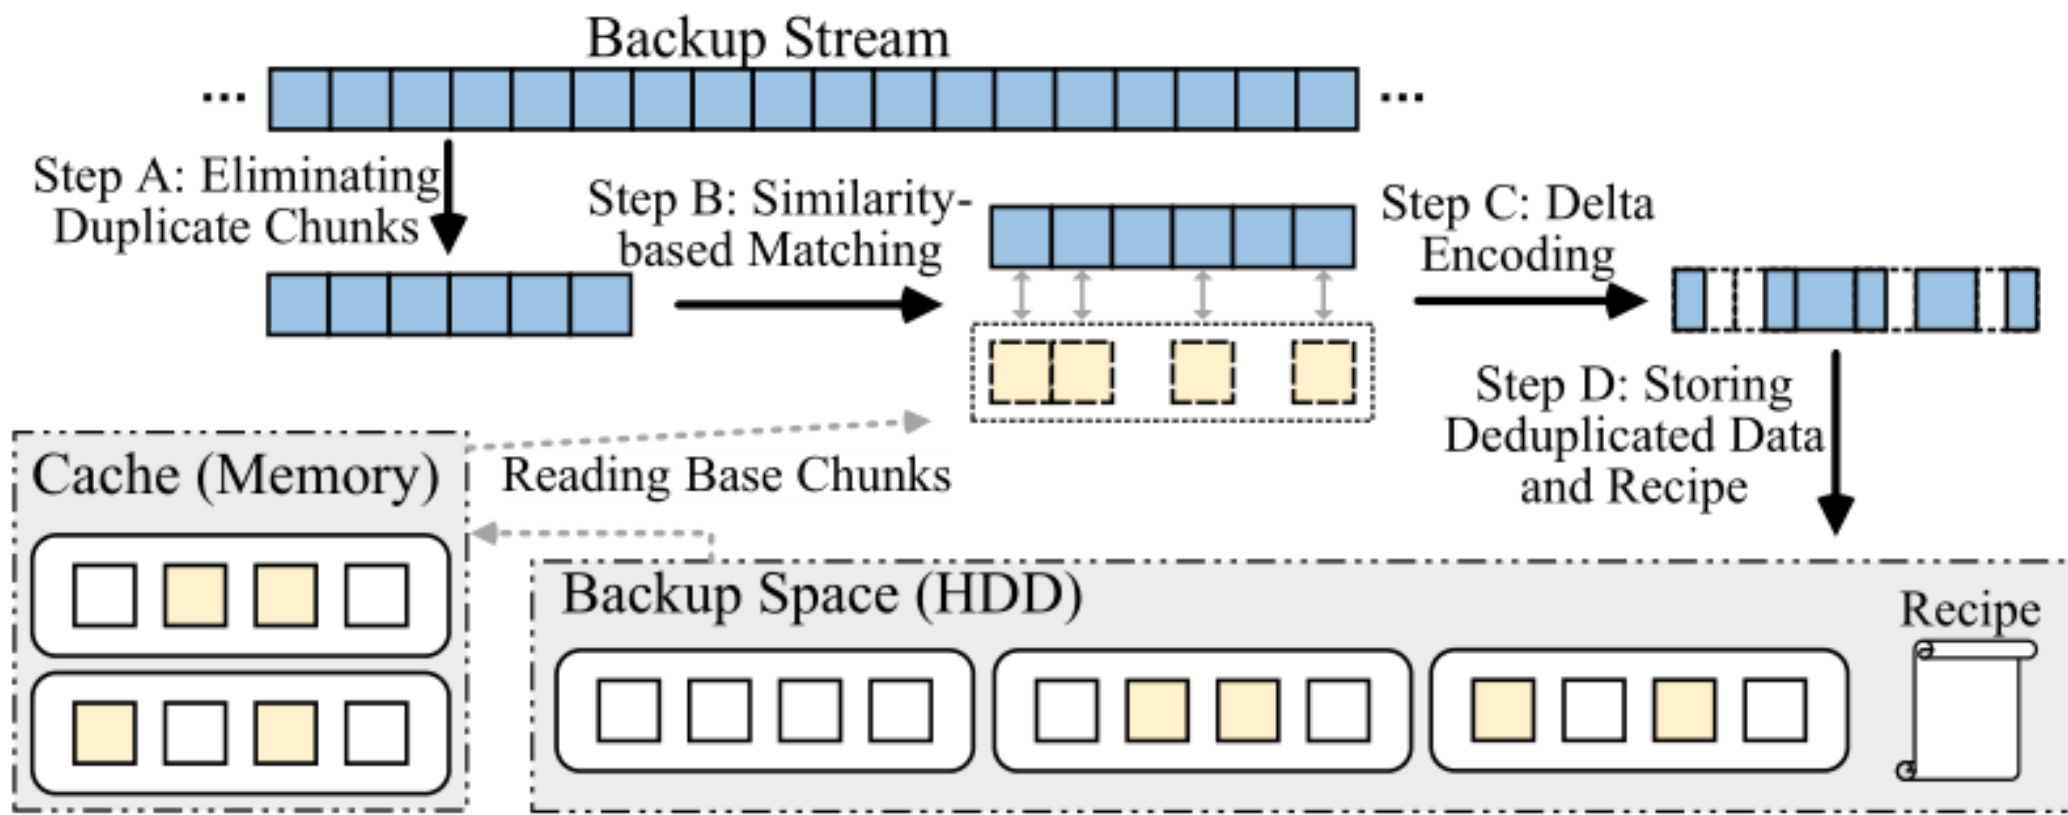 Backup Stream
... ...
Step A: Eliminating
Duplicate Chunks
Step B: Similarity-
based Matching
Step C: Delta
Encoding
Step D: Storing
Deduplicated Data
and Recipe
Cache (Memory)
Reading Base Chunks
Backup Space (HDD)
Recipe